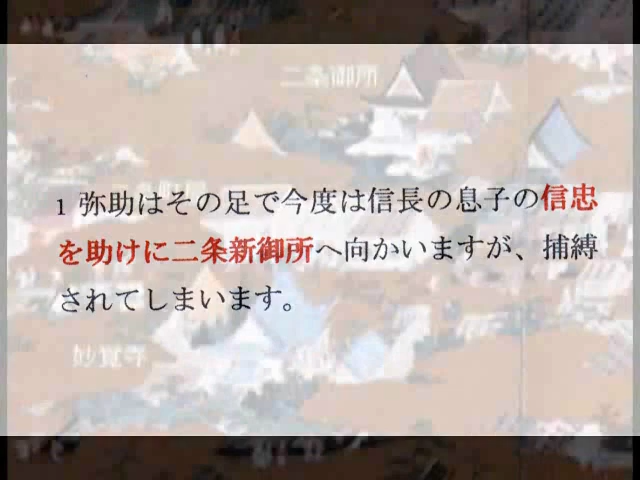 二条御所
1 弥助はその足で今度は信長の息子の信忠
を助けに二条新御所へ向かいますが、捕縛
されてしまいます。
妙覚寺